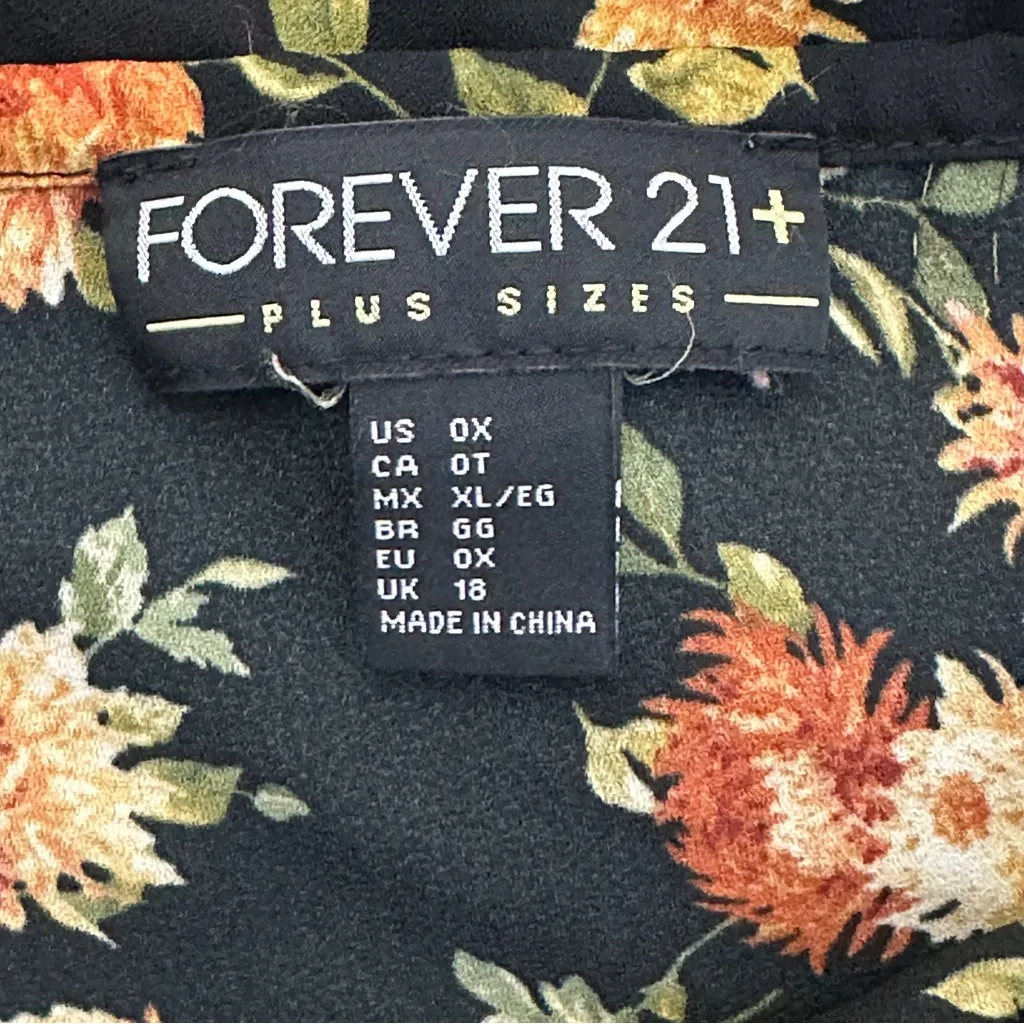 FOREVER 21+
PLUS SIZES
US 0X
CA 0T
MX XL/EG
BR GG
EU 0X
UK 18
MADE IN CHINA